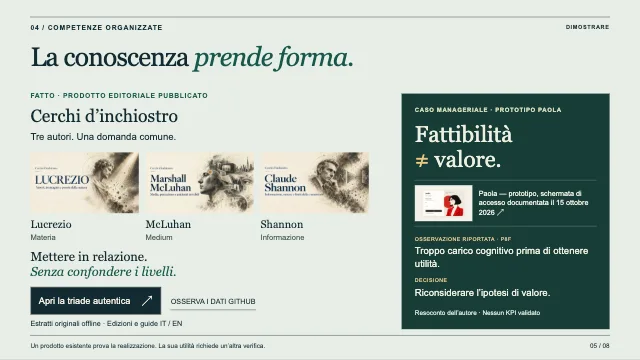 04 / COMPETENZE ORGANIZZATE
DIMOSTRARE
La conoscenza prende forma.
FATTO · PRODOTTO EDITORIALE PUBBLICATO
Cerchi d’inchiostro
Tre autori. Una domanda comune.
LUCREZIO
Marshall
McLuhan
Claude
Shannon
Lucrezio
Materia
McLuhan
Medium
Shannon
Informazione
Mettere in relazione.
Senza confondere i livelli.
Apri la triade autentica ↗
OSSERVA I DATI GITHUB
Estratti originali offline · Edizioni e guide IT / EN
CASO MANAGERIALE · PROTOTIPO PAOLA
Fattibilità
≠ valore.
Paola — prototipo, schermata di
accesso documentata il 15 ottobre
2026 ↗
OSSERVAZIONE RIPORTATA · P6F
Troppo carico cognitivo prima di ottenere
utilità.
DECISIONE
Riconsiderare l’ipotesi di valore.
Resoconto dell’autore · Nessun KPI validato
Un prodotto esistente prova la realizzazione. La sua utilità richiede un’altra verifica.
05 / 08